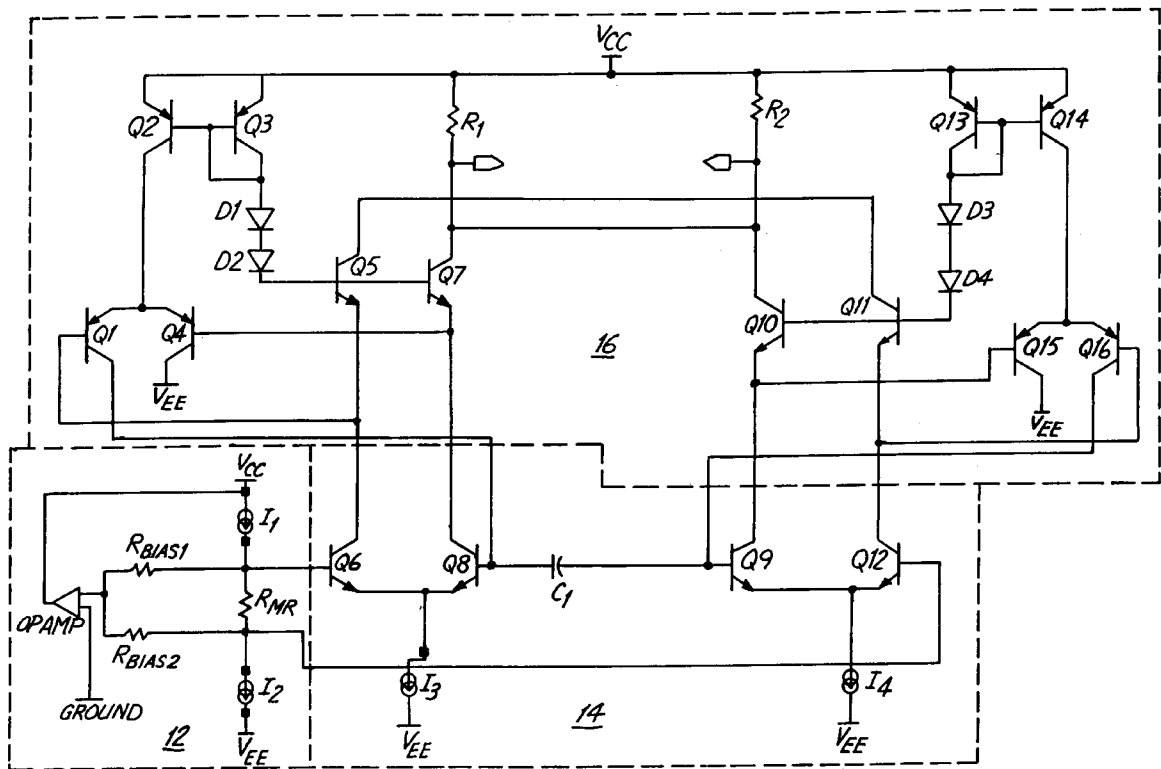 VCC
Q2
Q3
R1
R2
Q13
Q14
D1
D2
Q5
Q7
D3
D4
Q1
Q4
Q10
Q11
Q15
Q16
VEE
16
VEE
VCC
I1
RBIAS1
Q6
Q8
C1
Q9
Q12
OPAMP
RMR
RBIAS2
GROUND
I2
I3
I4
12
VEE
VEE
14
VEE